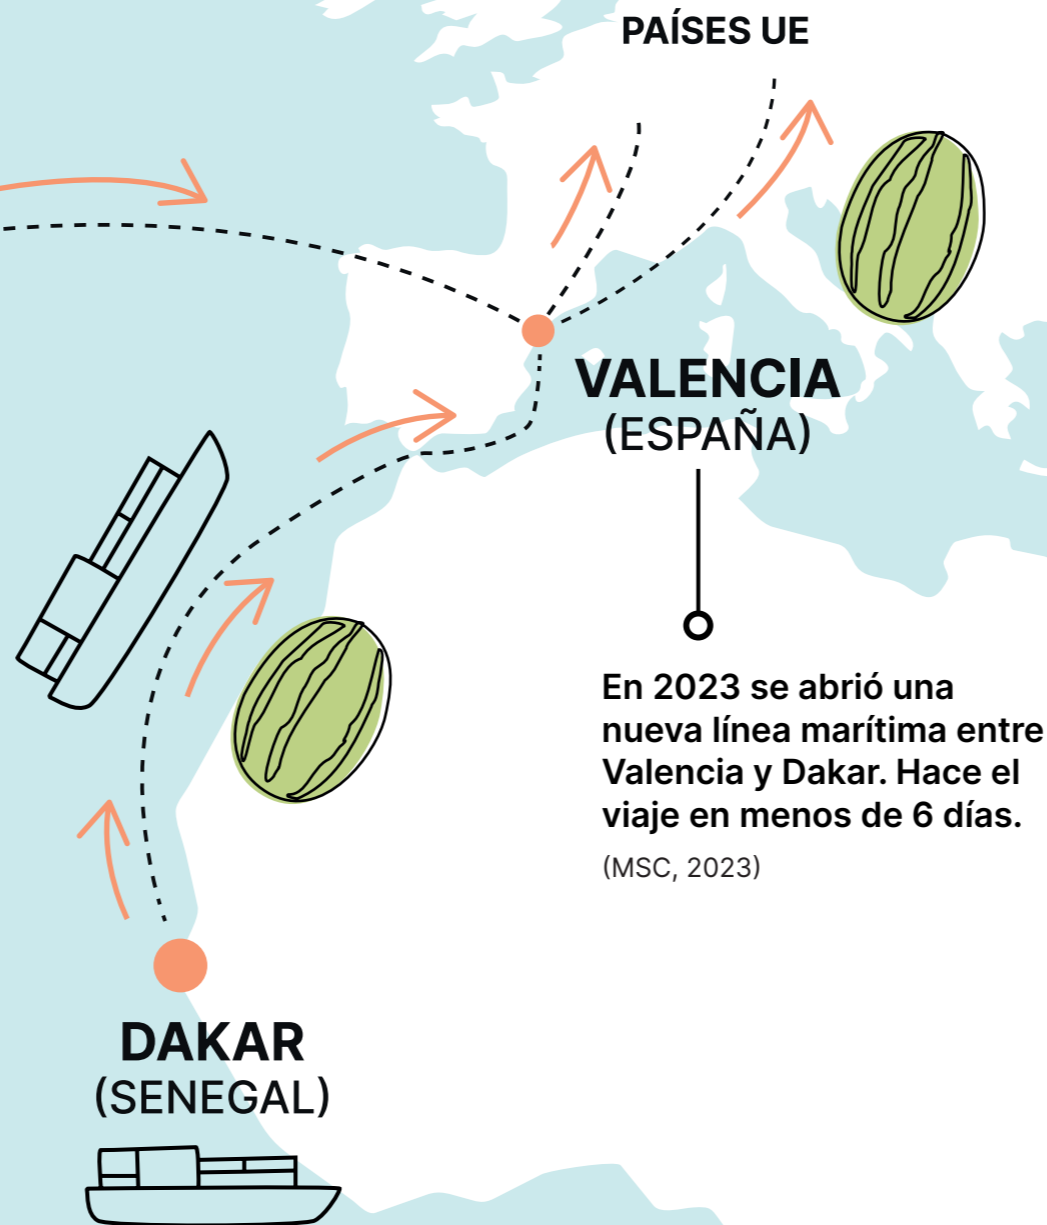 PAÍSES UE
VALENCIA
(ESPAÑA)
En 2023 se abrió una
nueva línea marítima entre
Valencia y Dakar. Hace el
viaje en menos de 6 días.
(MSC, 2023)
DAKAR
(SENEGAL)